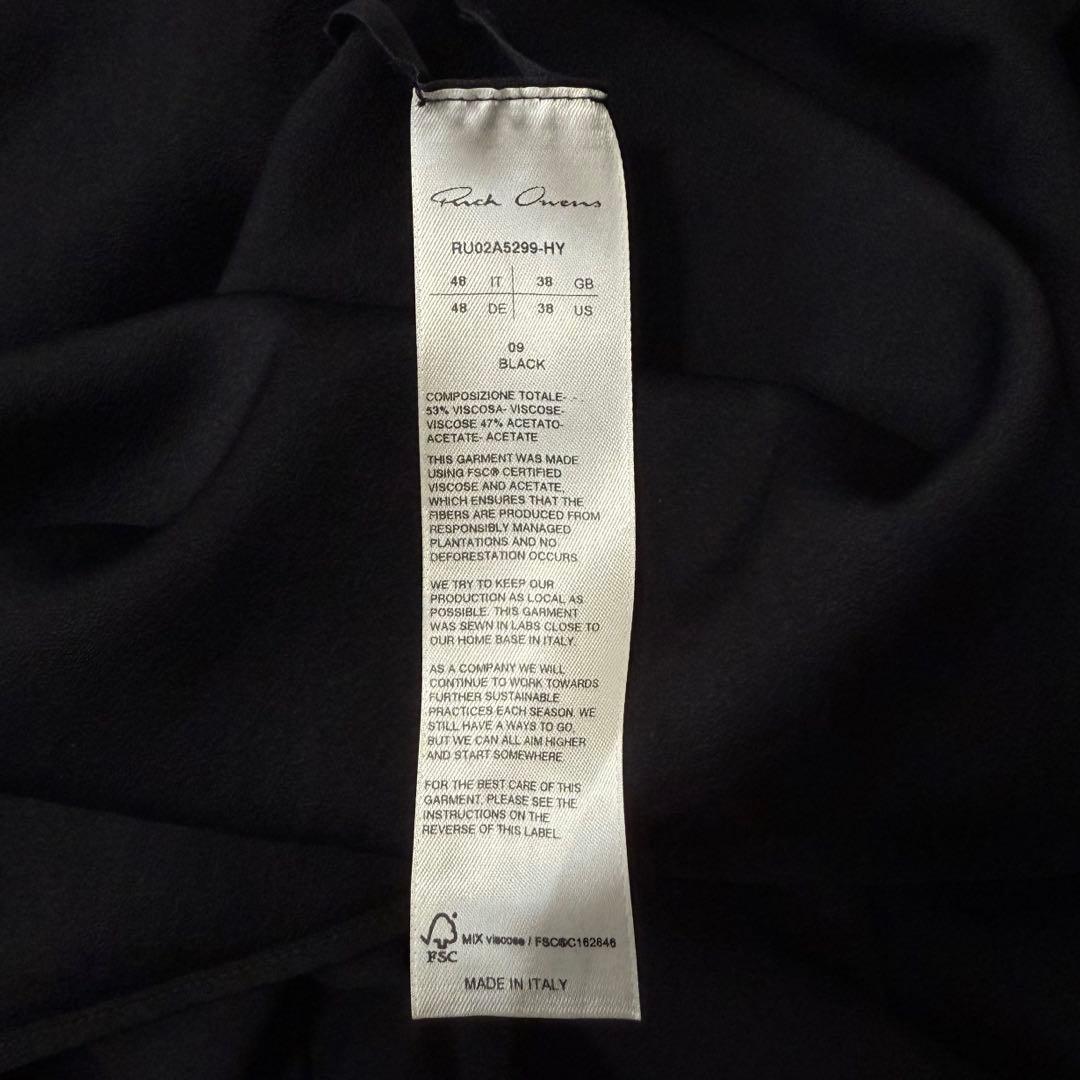 Rick Owens
RU02A5299-HY
48 IT 38 GB
48 DE 38 US
09
BLACK
COMPOSIZIONE TOTALE- - -
53% VISCOSA- VISCOSE-
VISCOSE 47% ACETATO-
ACETATE- ACETATE
THIS GARMENT WAS MADE
USING FSC® CERTIFIED
VISCOSE AND ACETATE,
WHICH ENSURES THAT THE
FIBERS ARE PRODUCED FROM
RESPONSIBLY MANAGED
PLANTATIONS AND NO
DEFORESTATION OCCURS.
WE TRY TO KEEP OUR
PRODUCTION AS LOCAL AS
POSSIBLE. THIS GARMENT
WAS SEWN IN LABS CLOSE TO
OUR HOME BASE IN ITALY.
AS A COMPANY WE WILL
CONTINUE TO WORK TOWARDS
FURTHER SUSTAINABLE
PRACTICES EACH SEASON. WE
STILL HAVE A WAYS TO GO,
BUT WE CAN ALL AIM HIGHER
AND START SOMEWHERE.
FOR THE BEST CARE OF THIS
GARMENT, PLEASE SEE THE
INSTRUCTIONS ON THE
REVERSE OF THIS LABEL.
FSC
MIX viscose / FSC®C162646
MADE IN ITALY